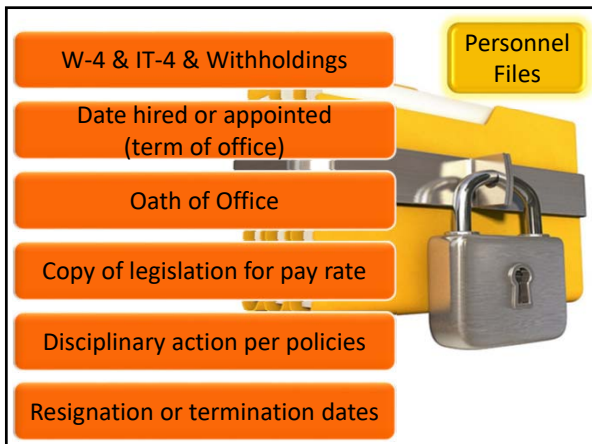 Personnel
Files
W-4 & IT-4 & Withholdings
Date hired or appointed
(term of office)
Oath of Office
Copy of legislation for pay rate
Disciplinary action per policies
Resignation or termination dates